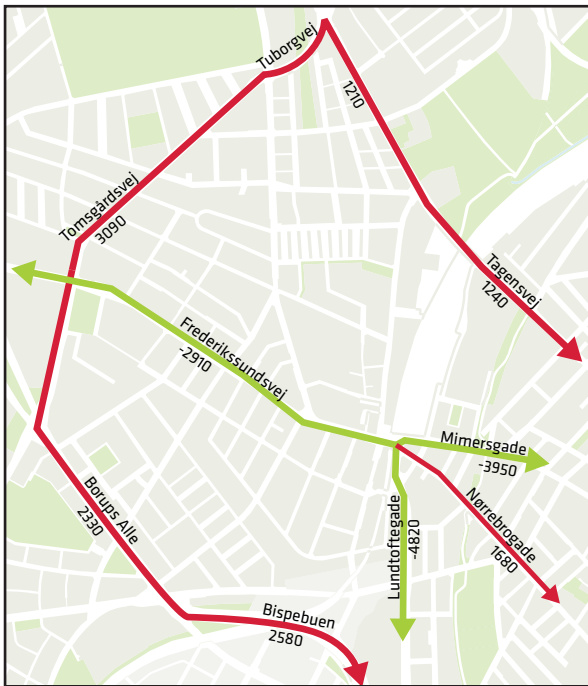 Tuborgvej
1210
Tomsgårdsvej
3090
Tagensvej
1240
Frederikssundsvej
-2910
Mimersgade
-3950
Borups Alle
2330
Lundtoftegade
-4820
Nørrebrogade
1680
Bispebuen
2580